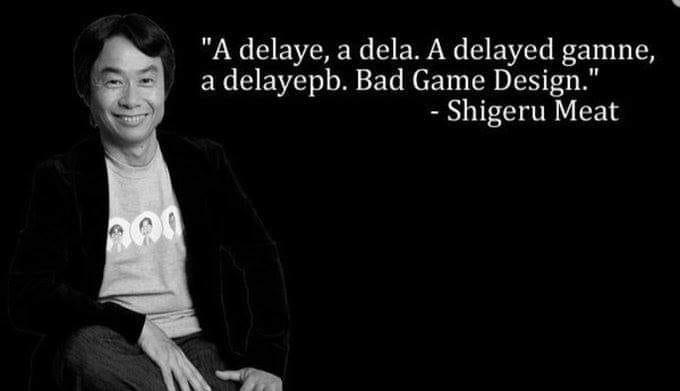 "A delaye, a dela. A delayed gamne,
a delayepb. Bad Game Design."
- Shigeru Meat